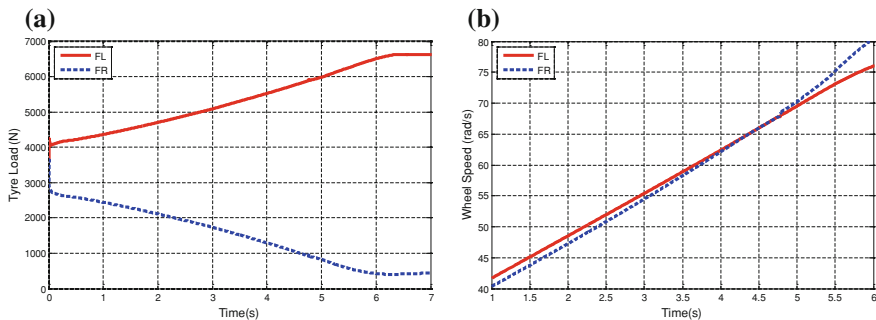 (a)
7000
6000
5000
4000
3000
2000
1000
0
Tyre Load (N)
FL
FR
0 1 2 3 4 5 6 7
Time(s)
(b)
80
75
70
65
60
55
50
45
40
Wheel Speed (rad/s)
FL
FR
1 1.5 2 2.5 3 3.5 4 4.5 5 5.5 6
Time(s)